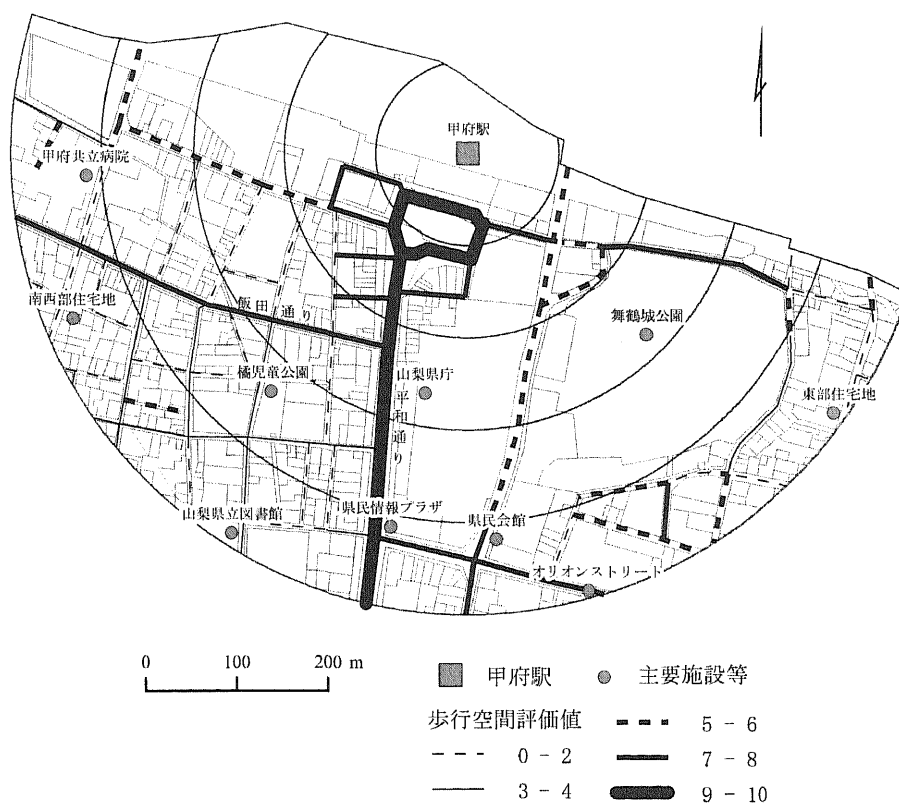 甲府駅
甲府共立病院
南西部住宅地
飯田通り
舞鶴城公園
橘児童公園
山梨県庁
平和通り
東部住宅地
山梨県立図書館
県民情報プラザ
県民会館
オリオンストリート
0 100 200 m
甲府駅
主要施設等
歩行空間評価値
5 - 6
0 - 2
7 - 8
3 - 4
9 - 10